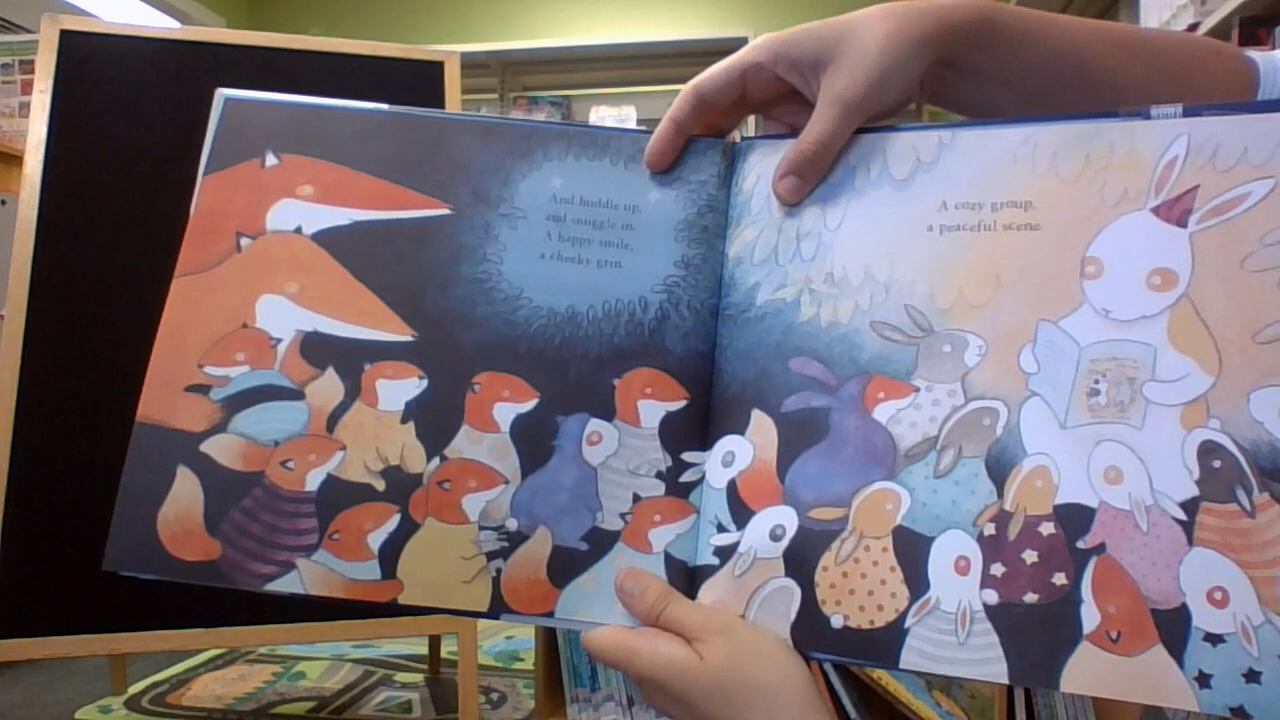 And huddle up,
and snuggle in.
A happy smile,
a cheeky grin.
A cozy group,
a peaceful scene.